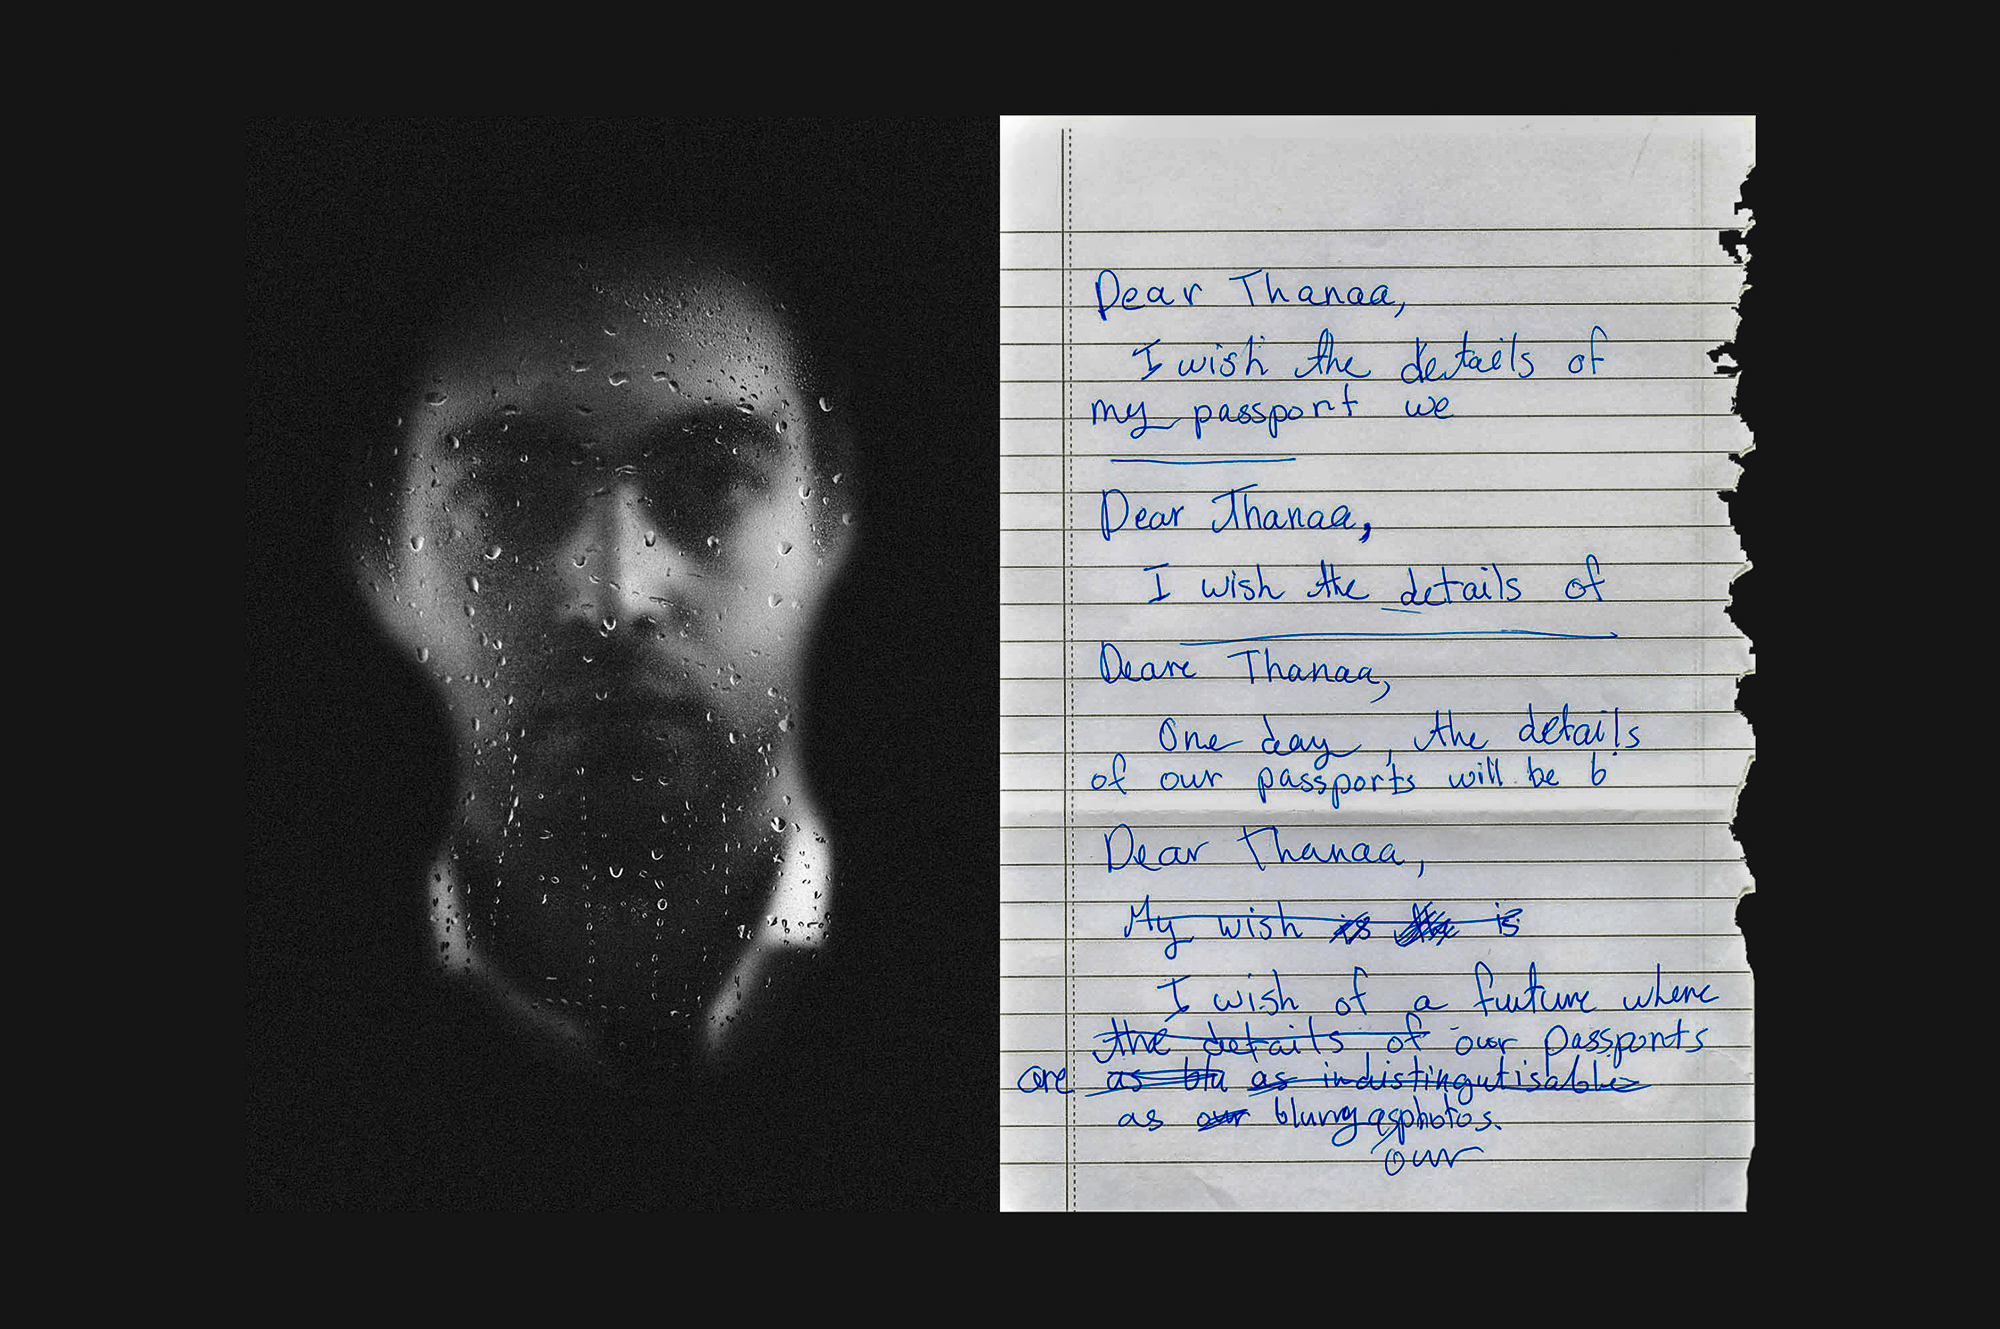 Dear Thanaa,
I wish the details of
my passport we
Dear Thanaa,
I wish the details of
Deare Thanaa,
One day, the details
of our passports will be b
Dear Thanaa,
My wish is is
I wish of a future where
the details of our passports
are as blu as indistingutisable
as our blurry as photos.
our